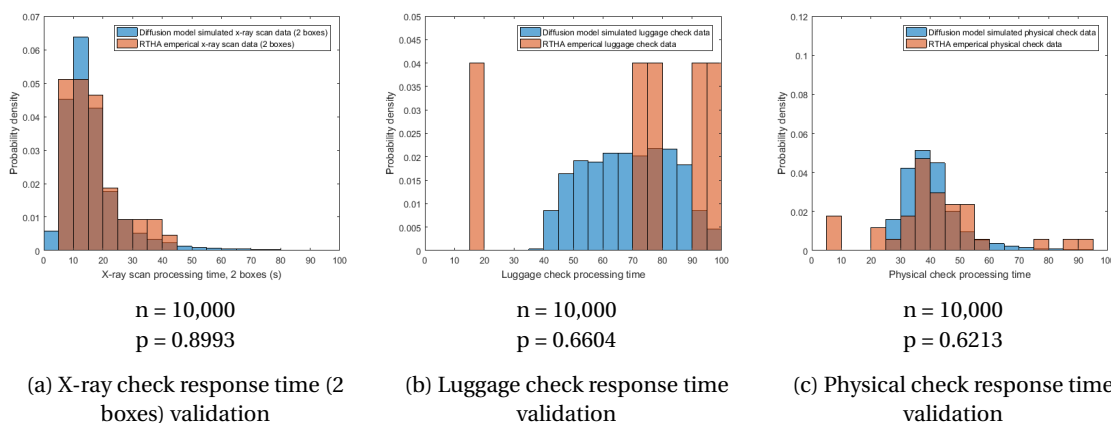 Diffusion model simulated x-ray scan data (2 boxes)
RTHA emperical x-ray scan data (2 boxes)
Probability density
0.07
0.06
0.05
0.04
0.03
0.02
0.01
0
0 10 20 30 40 50 60 70 80 90 100
X-ray scan processing time, 2 boxes (s)
n = 10,000
p = 0.8993
(a) X-ray check response time (2
boxes) validation
Diffusion model simulated luggage check data
RTHA emperical luggage check data
Probability density
0.05
0.045
0.04
0.035
0.03
0.025
0.02
0.015
0.01
0.005
0
0 10 20 30 40 50 60 70 80 90 100
Luggage check processing time
n = 10,000
p = 0.6604
(b) Luggage check response time
validation
Diffusion model simulated physical check data
RTHA emperical physical check data
Probability density
0.12
0.1
0.08
0.06
0.04
0.02
0
0 10 20 30 40 50 60 70 80 90 100
Physical check processing time
n = 10,000
p = 0.6213
(c) Physical check response time
validation